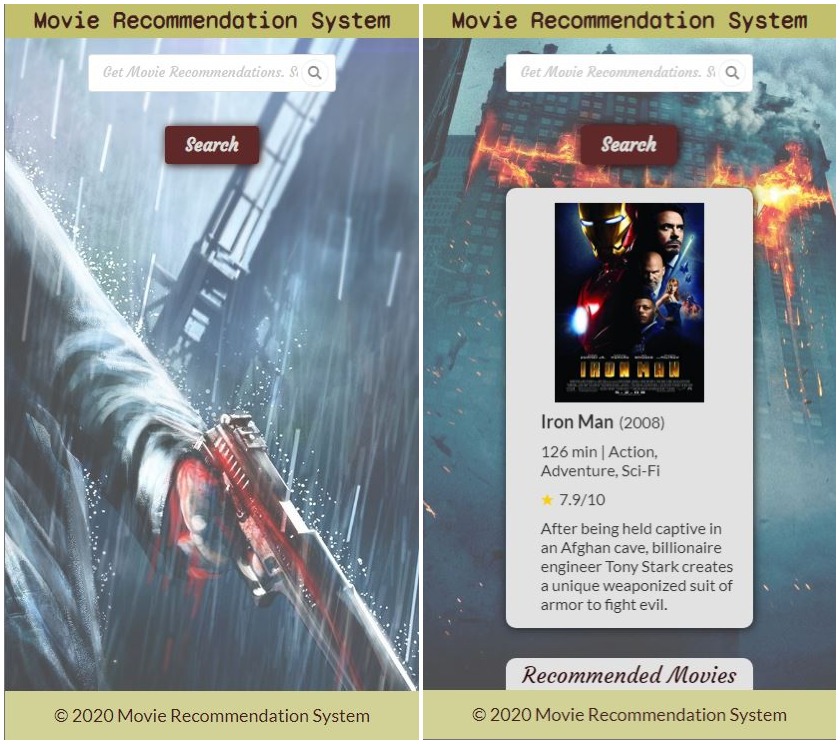 Movie Recommendation System
Get Movie Recommendations.
Search
© 2020 Movie Recommendation System
Movie Recommendation System
Get Movie Recommendations.
Search
IRON MAN
Iron Man (2008)
126 min | Action,
Adventure, Sci-Fi
7.9/10
After being held captive in
an Afghan cave, billionaire
engineer Tony Stark creates
a unique weaponized suit of
armor to fight evil.
Recommended Movies
© 2020 Movie Recommendation System